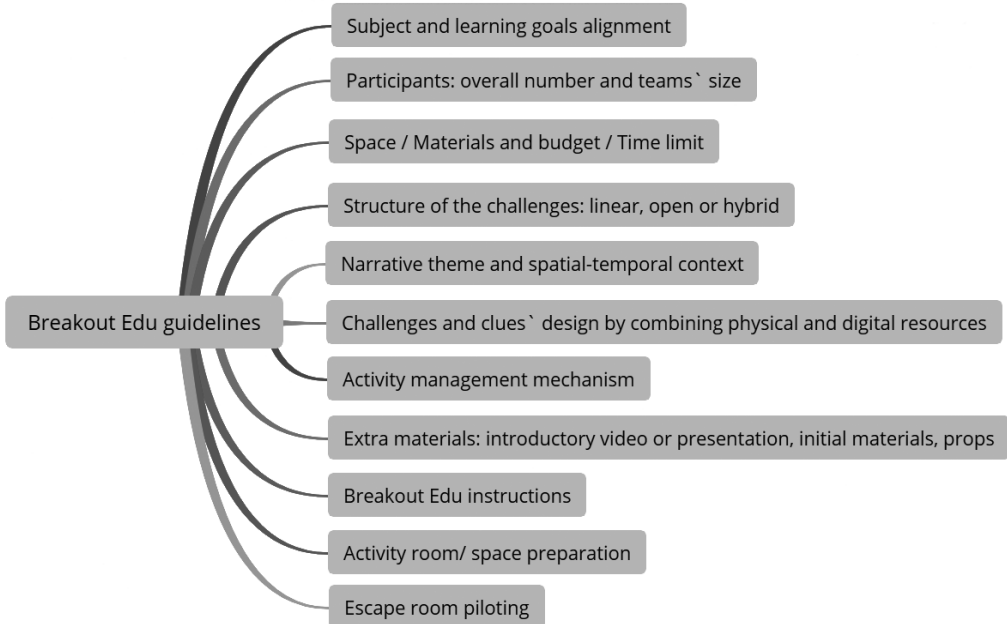 Subject and learning goals alignment
Participants: overall number and teams` size
Space / Materials and budget / Time limit
Structure of the challenges: linear, open or hybrid
Narrative theme and spatial-temporal context
Breakout Edu guidelines
Challenges and clues` design by combining physical and digital resources
Activity management mechanism
Extra materials: introductory video or presentation, initial materials, props
Breakout Edu instructions
Activity room/ space preparation
Escape room piloting